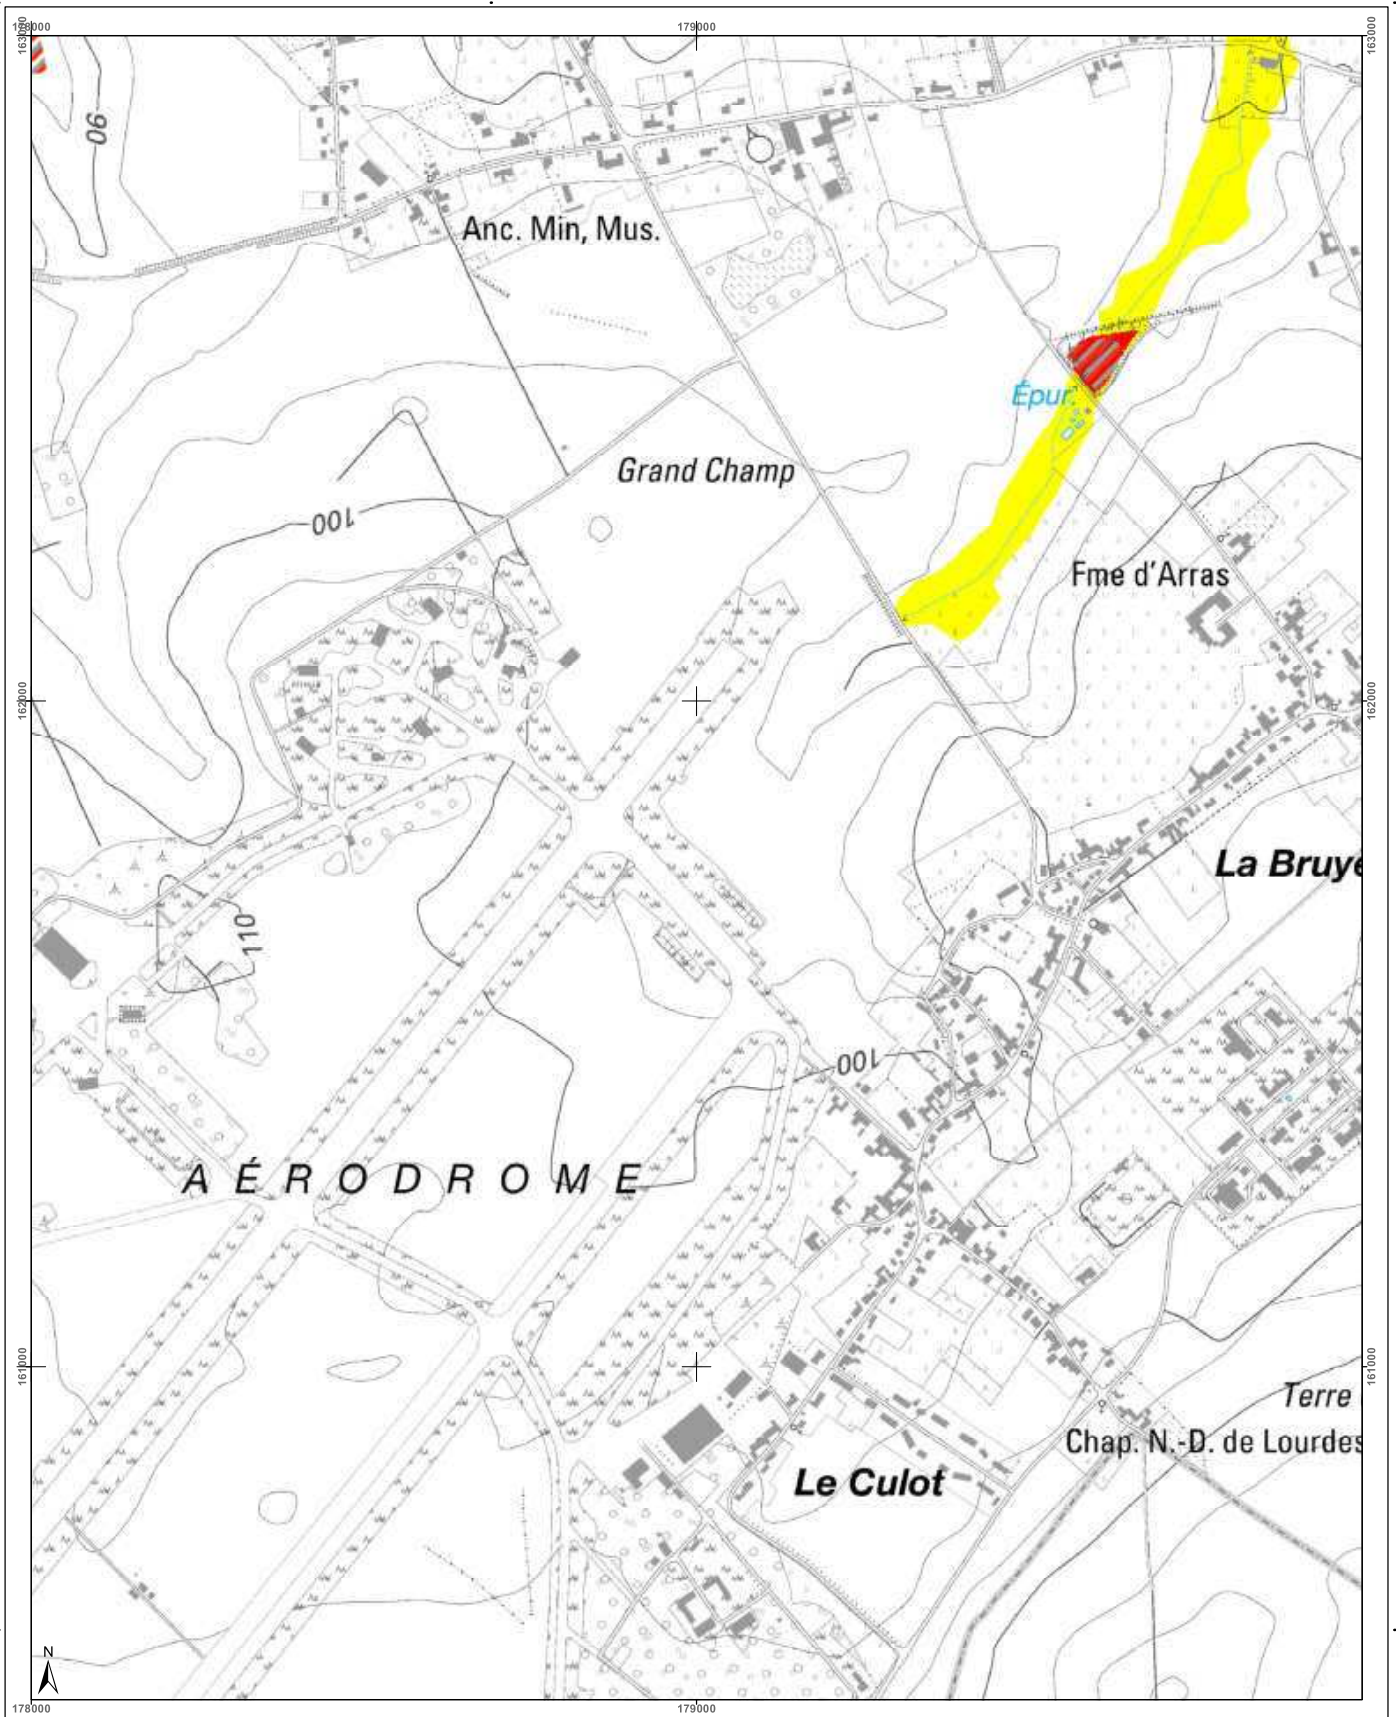 178000
179000
163000
163000
90
Anc. Min, Mus.
Épur.
Grand Champ
100
Fme d'Arras
162000
162000
La Bruye
110
100
AÉRODROME
161000
161000
Terre
Chap. N.-D. de Lourdes
Le Culot
N
178000
179000